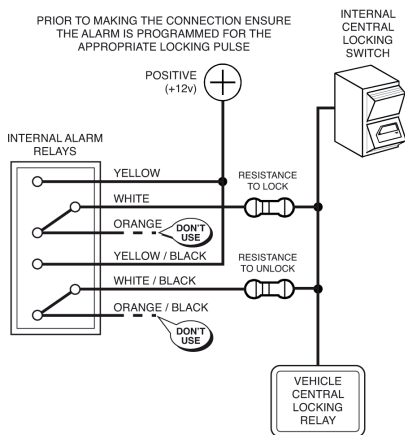 PRIOR TO MAKING THE CONNECTION ENSURE
THE ALARM IS PROGRAMMED FOR THE
APPROPRIATE LOCKING PULSE
INTERNAL
CENTRAL
LOCKING
SWITCH
POSITIVE
(+12v)
INTERNAL ALARM
RELAYS
YELLOW
WHITE
RESISTANCE
TO LOCK
ORANGE
DON'T
USE
YELLOW / BLACK
WHITE / BLACK
RESISTANCE
TO UNLOCK
ORANGE / BLACK
DON'T
USE
VEHICLE
CENTRAL
LOCKING
RELAY